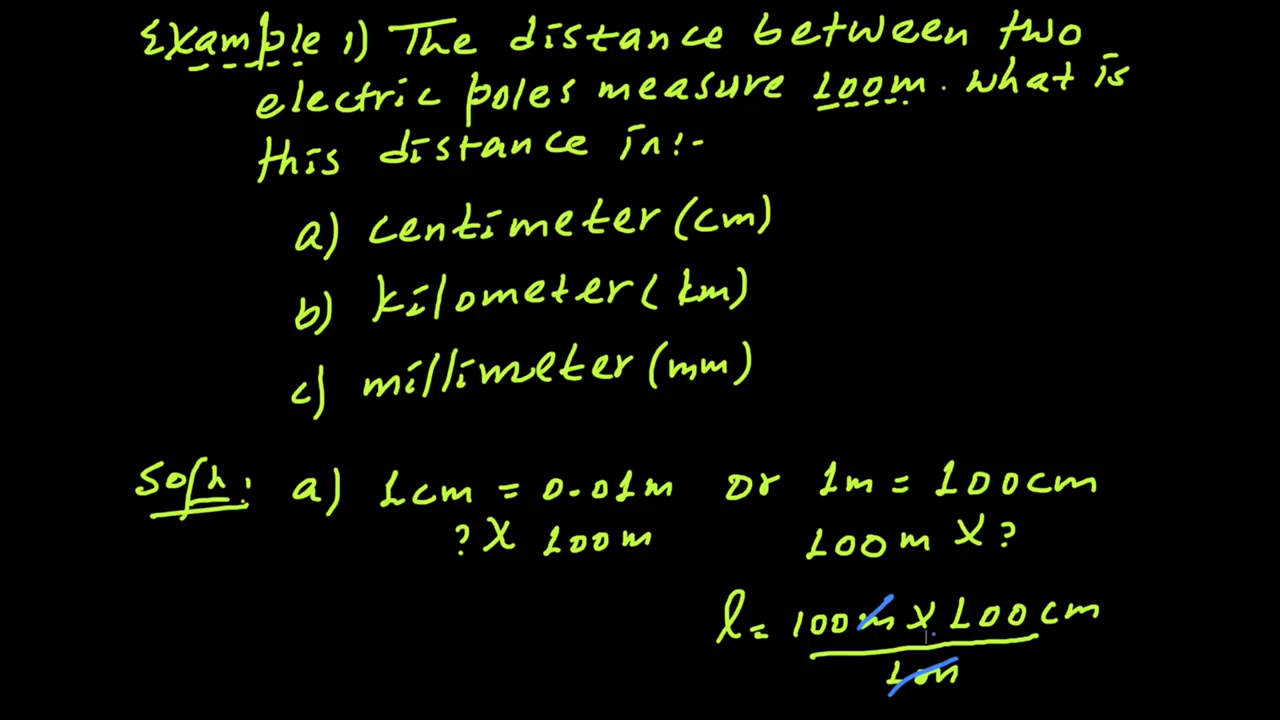 Example 1) The distance between two
electric poles measure 100m. what is
this distance in:-
a) centimeter (cm)
b) kilometer (km)
c) millimeter (mm)
Soln: a) 1cm = 0.01m or 1m = 100cm
? X 100m 100m X ?
l = 100m x 100cm
1m